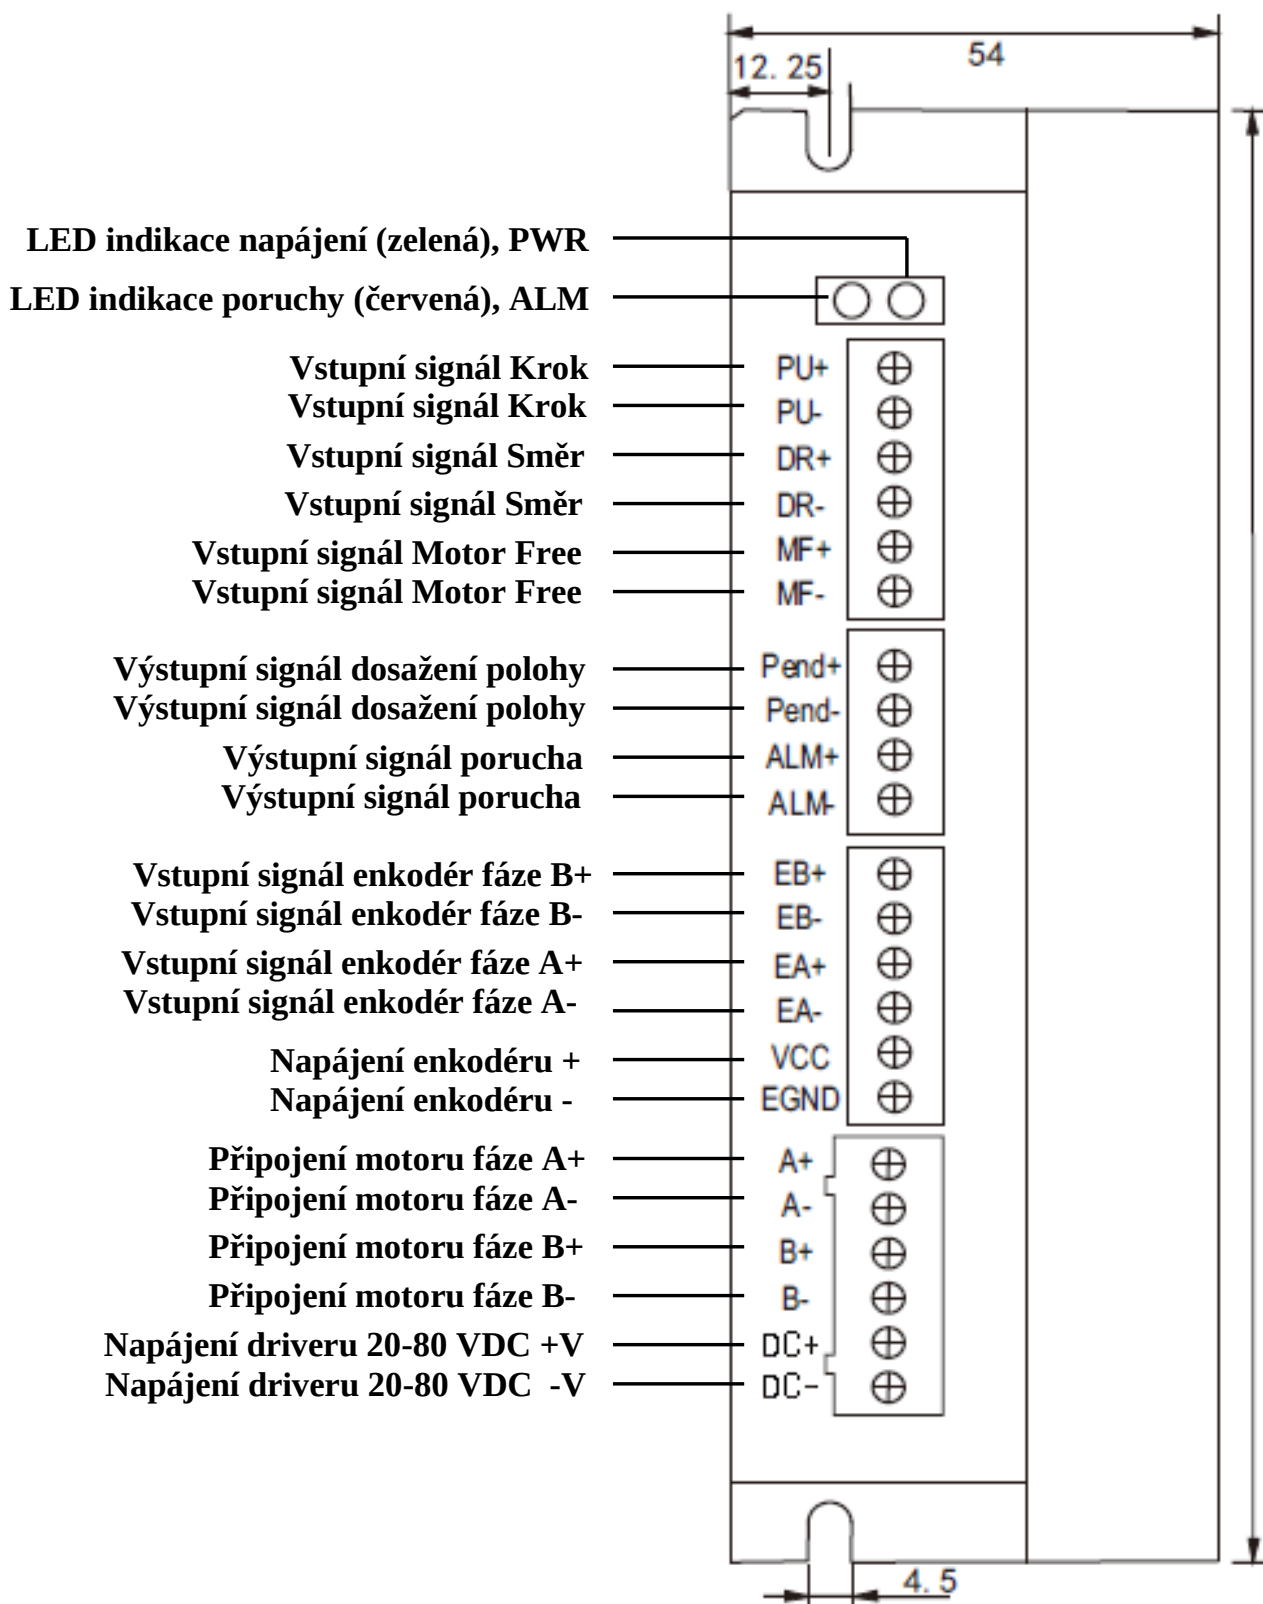 54
12. 25
LED indikace napájení (zelená), PWR
LED indikace poruchy (červená), ALM
Vstupní signál Krok PU+
Vstupní signál Krok PU-
Vstupní signál Směr DR+
Vstupní signál Směr DR-
Vstupní signál Motor Free MF+
Vstupní signál Motor Free MF-
Výstupní signál dosažení polohy Pend+
Výstupní signál dosažení polohy Pend-
Výstupní signál porucha ALM+
Výstupní signál porucha ALM-
Vstupní signál enkodér fáze B+ EB+
Vstupní signál enkodér fáze B- EB-
Vstupní signál enkodér fáze A+ EA+
Vstupní signál enkodér fáze A- EA-
Napájení enkodéru + VCC
Napájení enkodéru - EGND
Připojení motoru fáze A+ A+
Připojení motoru fáze A- A-
Připojení motoru fáze B+ B+
Připojení motoru fáze B- B-
Napájení driveru 20-80 VDC +V DC+
Napájení driveru 20-80 VDC -V DC-
4. 5